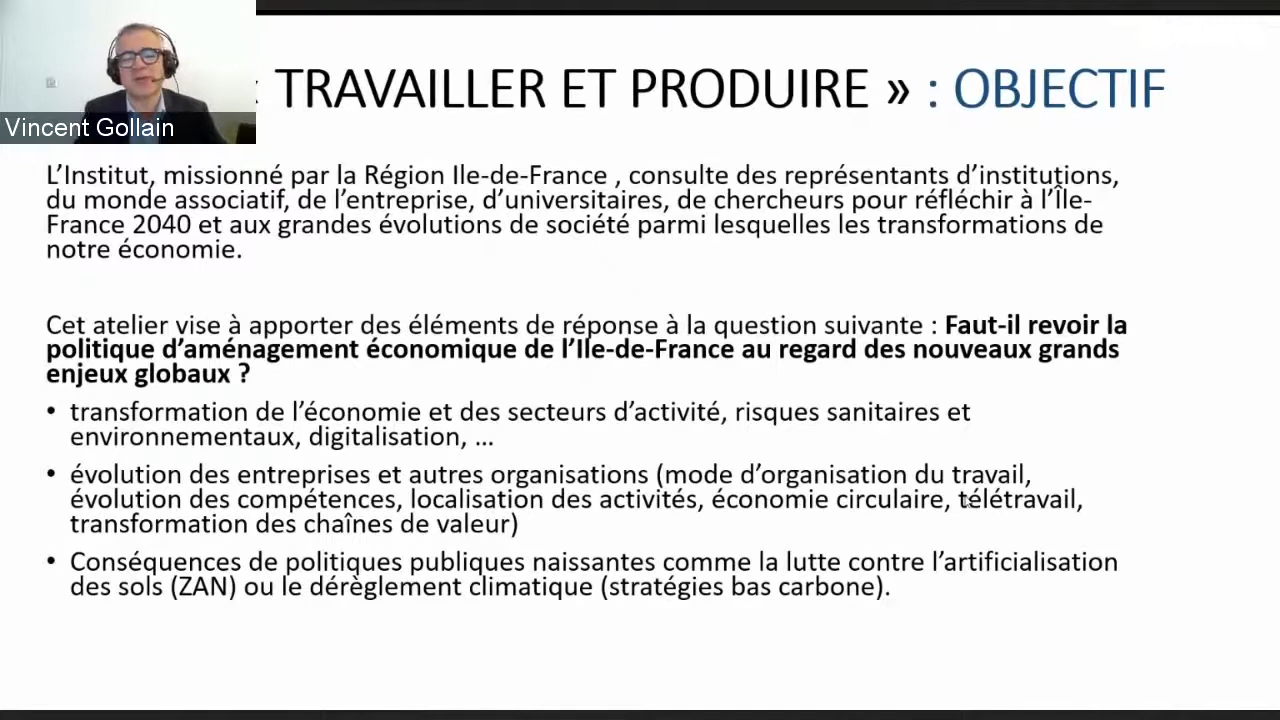 Vincent Gollain
« TRAVAILLER ET PRODUIRE » : OBJECTIF
L’Institut, missionné par la Région Ile-de-France , consulte des représentants d’institutions,
du monde associatif, de l’entreprise, d’universitaires, de chercheurs pour réfléchir à l’Île-
France 2040 et aux grandes évolutions de société parmi lesquelles les transformations de
notre économie.
Cet atelier vise à apporter des éléments de réponse à la question suivante : Faut-il revoir la
politique d’aménagement économique de l’Ile-de-France au regard des nouveaux grands
enjeux globaux ?
• transformation de l’économie et des secteurs d’activité, risques sanitaires et
environnementaux, digitalisation, …
• évolution des entreprises et autres organisations (mode d’organisation du travail,
évolution des compétences, localisation des activités, économie circulaire, télétravail,
transformation des chaînes de valeur)
• Conséquences de politiques publiques naissantes comme la lutte contre l’artificialisation
des sols (ZAN) ou le dérèglement climatique (stratégies bas carbone).